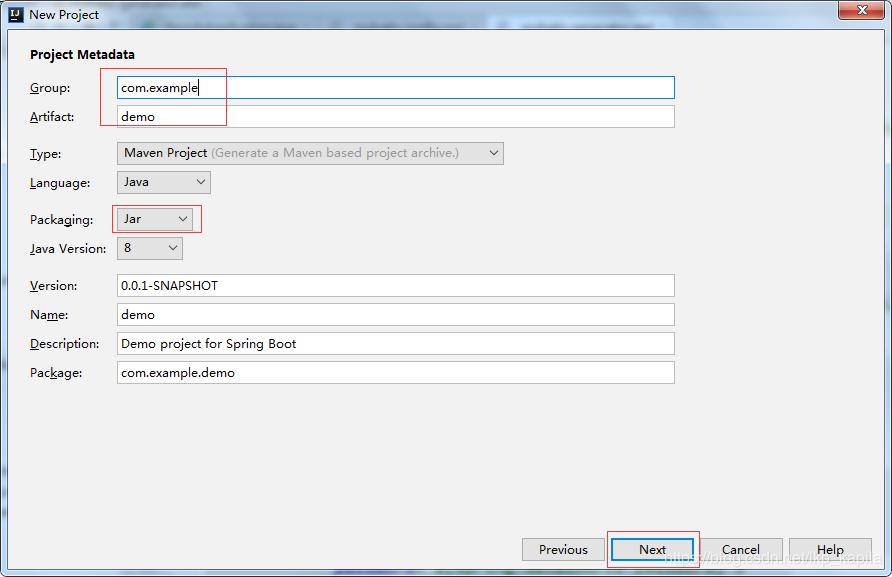 New Project
Project Metadata
Group: com.example
Artifact: demo
Type: Maven Project (Generate a Maven based project archive.)
Language: Java
Packaging: Jar
Java Version: 8
Version: 0.0.1-SNAPSHOT
Name: demo
Description: Demo project for Spring Boot
Package: com.example.demo
Previous Next Cancel Help
https://blog.csdn.net/lkp_kapila